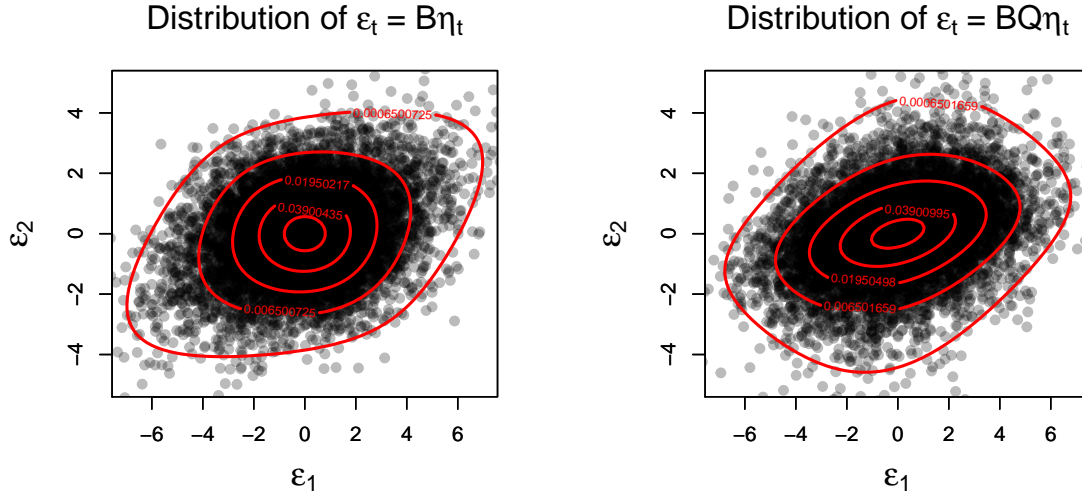 Distribution of εt = Bηt
4
2
0
−2
−4
ε2
0.0006500725
0.01950217
0.03900435
0.006500725
−6 −4 −2 0 2 4 6
ε1
Distribution of εt = BQηt
4
2
0
−2
−4
ε2
0.0006501659
0.03900995
0.01950498
0.006501659
−6 −4 −2 0 2 4 6
ε1